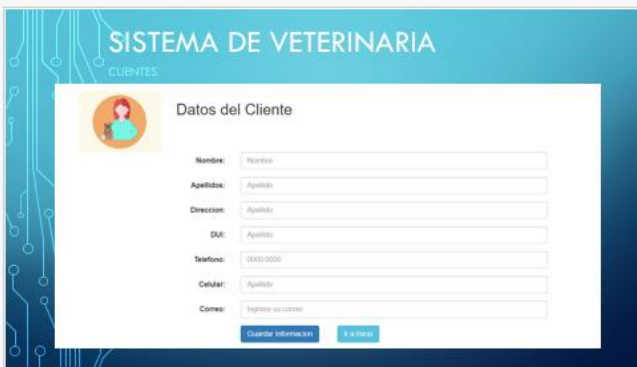 SISTEMA DE VETERINARIA
CLIENTES
Datos del Cliente
Nombre: Nombre
Apellidos: Apellido
Direccion: Apellido
DUI: Apellido
Telefono: 0000-0000
Celular: Apellido
Correo: Ingrese su correo
Guardar Informacion Ir a Inicio